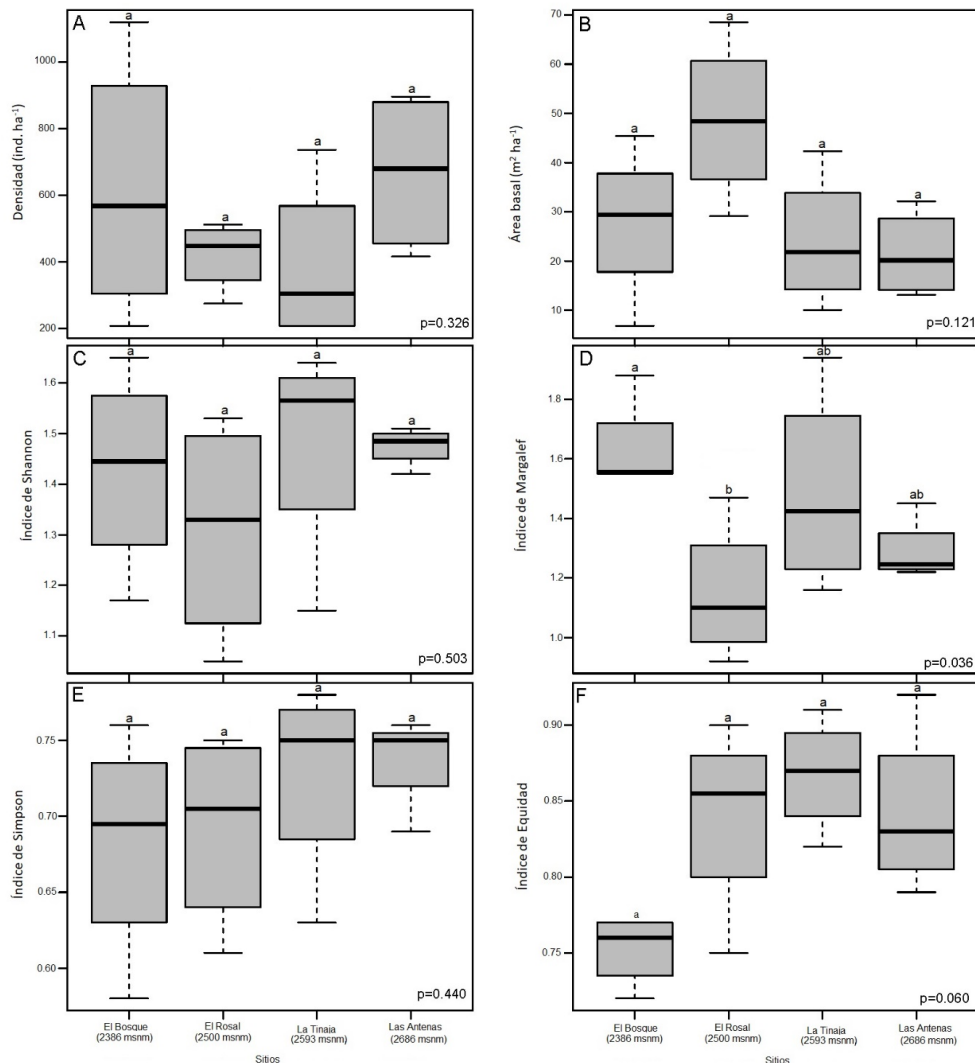 A
Densidad (ind. ha-1)
1000
800
600
400
200
a
a
a
a
p=0.326
B
Área basal (m2 ha-1)
70
60
50
40
30
20
10
a
a
a
a
p=0.121
C
Índice de Shannon
1.6
1.5
1.4
1.3
1.2
1.1
a
a
a
a
p=0.503
D
Índice de Margalef
1.8
1.6
1.4
1.2
1.0
a
b
ab
ab
p=0.036
E
Índice de Simpson
0.75
0.70
0.65
0.60
a
a
a
a
p=0.440
F
Índice de Equidad
0.90
0.85
0.80
0.75
a
a
a
a
p=0.060
El Bosque
(2386 msnm)
El Rosal
(2500 msnm)
La Tinaja
(2593 msnm)
Las Antenas
(2686 msnm)
Sitios
El Bosque
(2386 msnm)
El Rosal
(2500 msnm)
La Tinaja
(2593 msnm)
Las Antenas
(2686 msnm)
Sitios